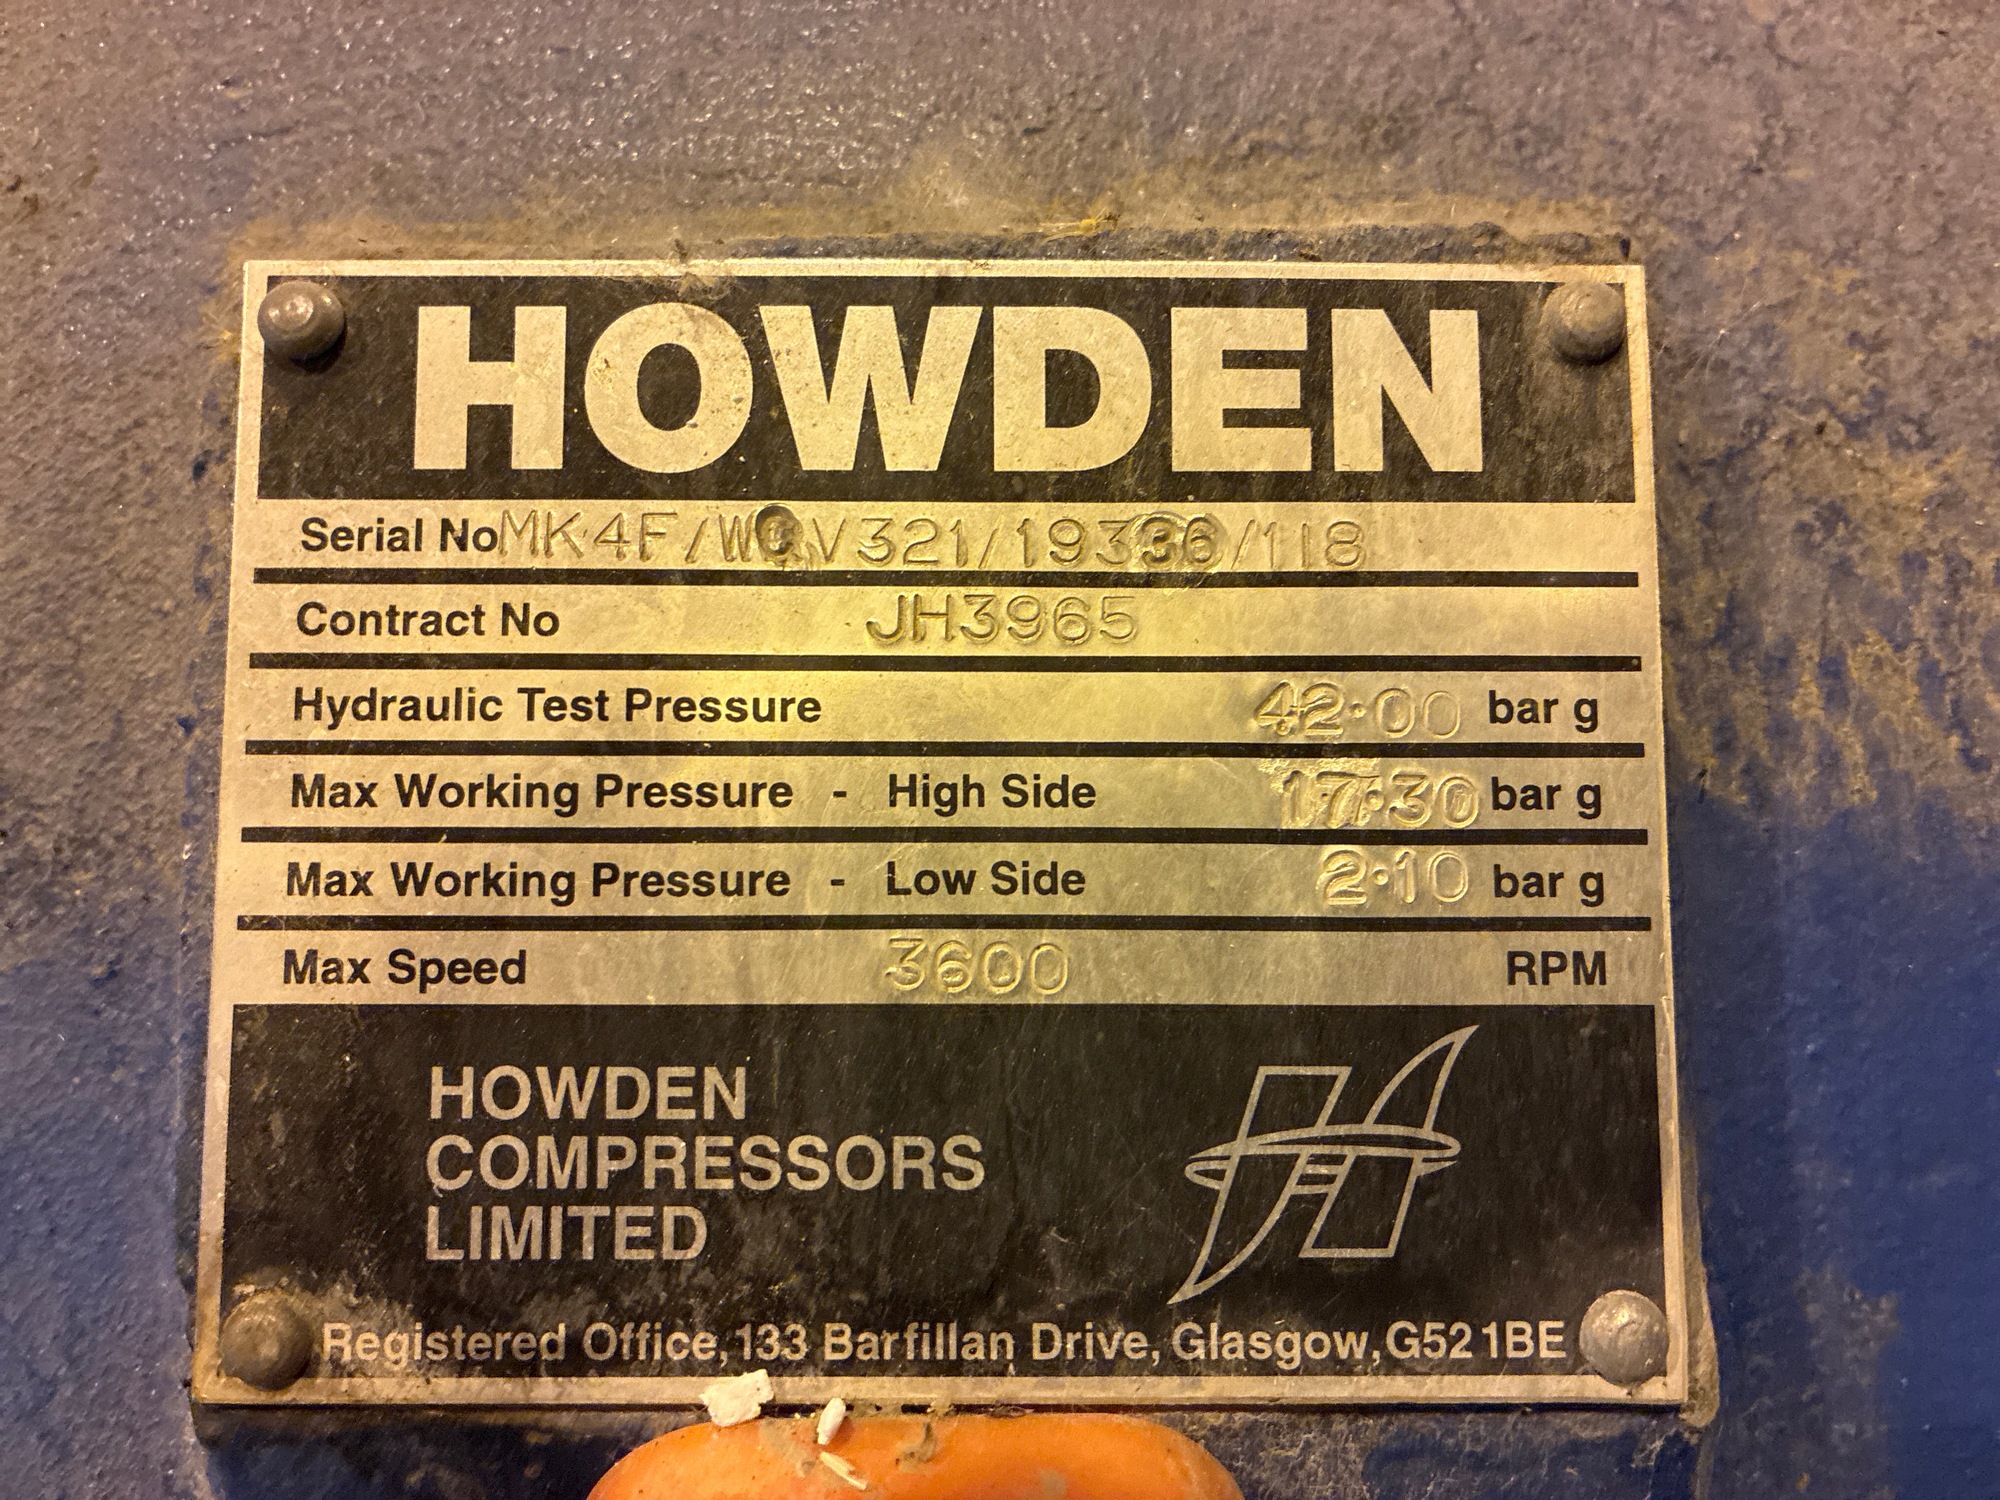 HOWDEN
Serial No MK4F/WCV321/19336/118
Contract No JH3965
Hydraulic Test Pressure 42·00 bar g
Max Working Pressure - High Side 17·30 bar g
Max Working Pressure - Low Side 2·10 bar g
Max Speed 3600 RPM
HOWDEN
COMPRESSORS
LIMITED
Registered Office, 133 Barfillan Drive, Glasgow, G52 1BE